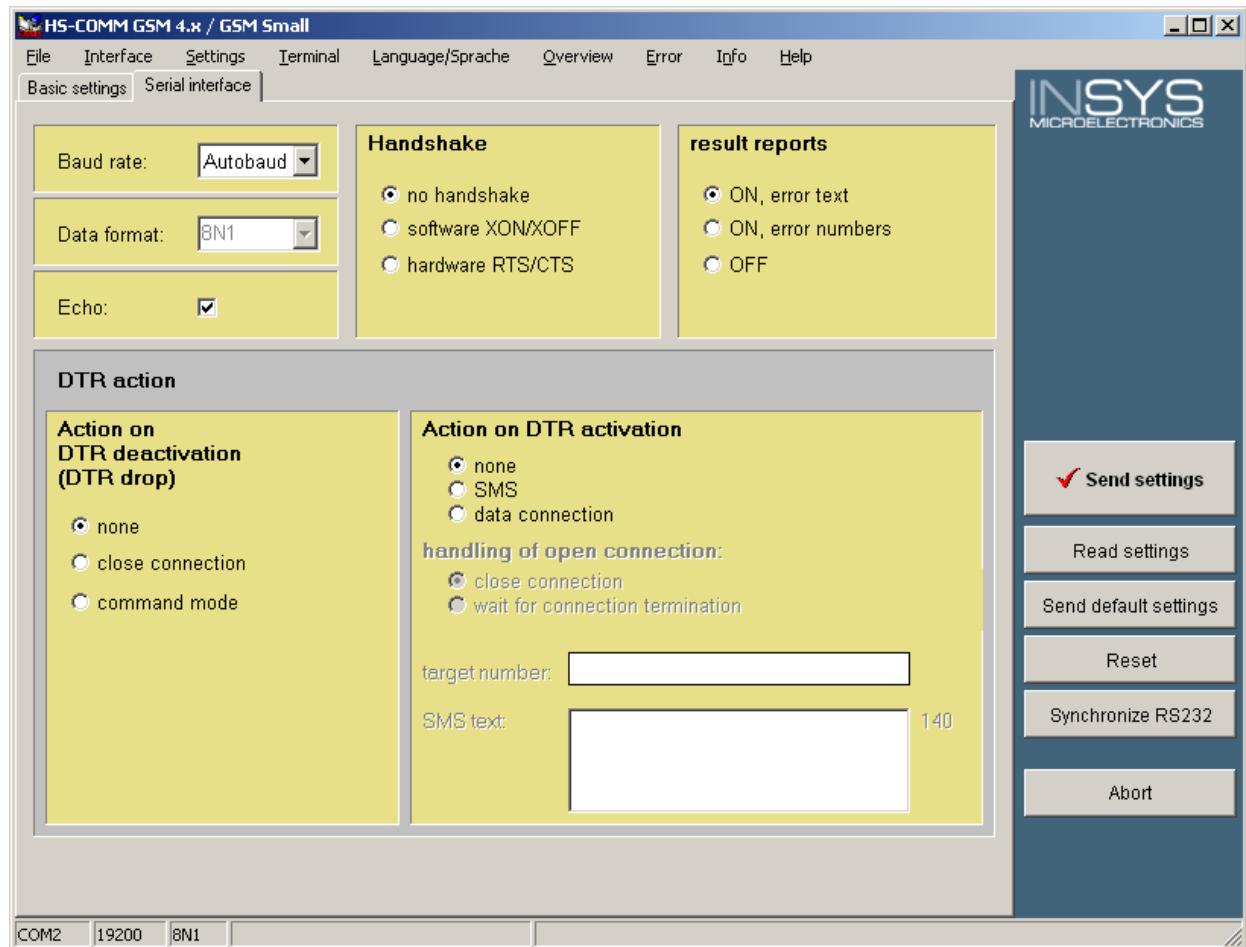 HS-COMM GSM 4.x / GSM Small
File Interface Settings Terminal Language/Sprache Overview Error Info Help
Basic settings Serial interface
INSYS
MICROELECTRONICS
Baud rate: Autobaud
Data format: 8N1
Echo:
Handshake
no handshake
software XON/XOFF
hardware RTS/CTS
result reports
ON, error text
ON, error numbers
OFF
DTR action
Action on
DTR deactivation
(DTR drop)
none
close connection
command mode
Action on DTR activation
none
SMS
data connection
handling of open connection:
close connection
wait for connection termination
target number:
SMS text: 140
Send settings
Read settings
Send default settings
Reset
Synchronize RS232
Abort
COM2 19200 8N1